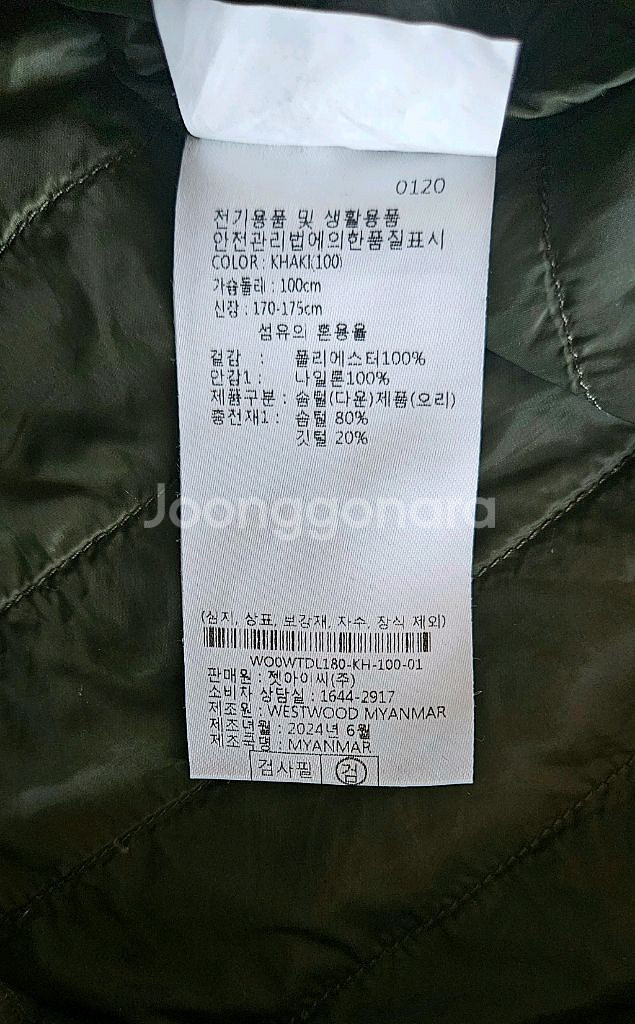 0120
전기용품 및 생활용품
안전관리법에의한품질표시
COLOR : KHAKI(100)
가슴둘레 : 100cm
신장 : 170-175cm
섬유의 혼용율
겉감 : 폴리에스터100%
안감1 : 나일론100%
제품구분 : 솜털(다운)제품(오리)
충전재1 : 솜털 80%
깃털 20%
Joonggonara
(심지, 상표, 보강재, 자수, 장식 제외)
WO0WTDL180-KH-100-01
판매원 : 젯아이씨(주)
소비자 상담실 : 1644-2917
제조원 : WESTWOOD MYANMAR
제조년월 : 2024년 6월
제조국명 : MYANMAR
검사필 검